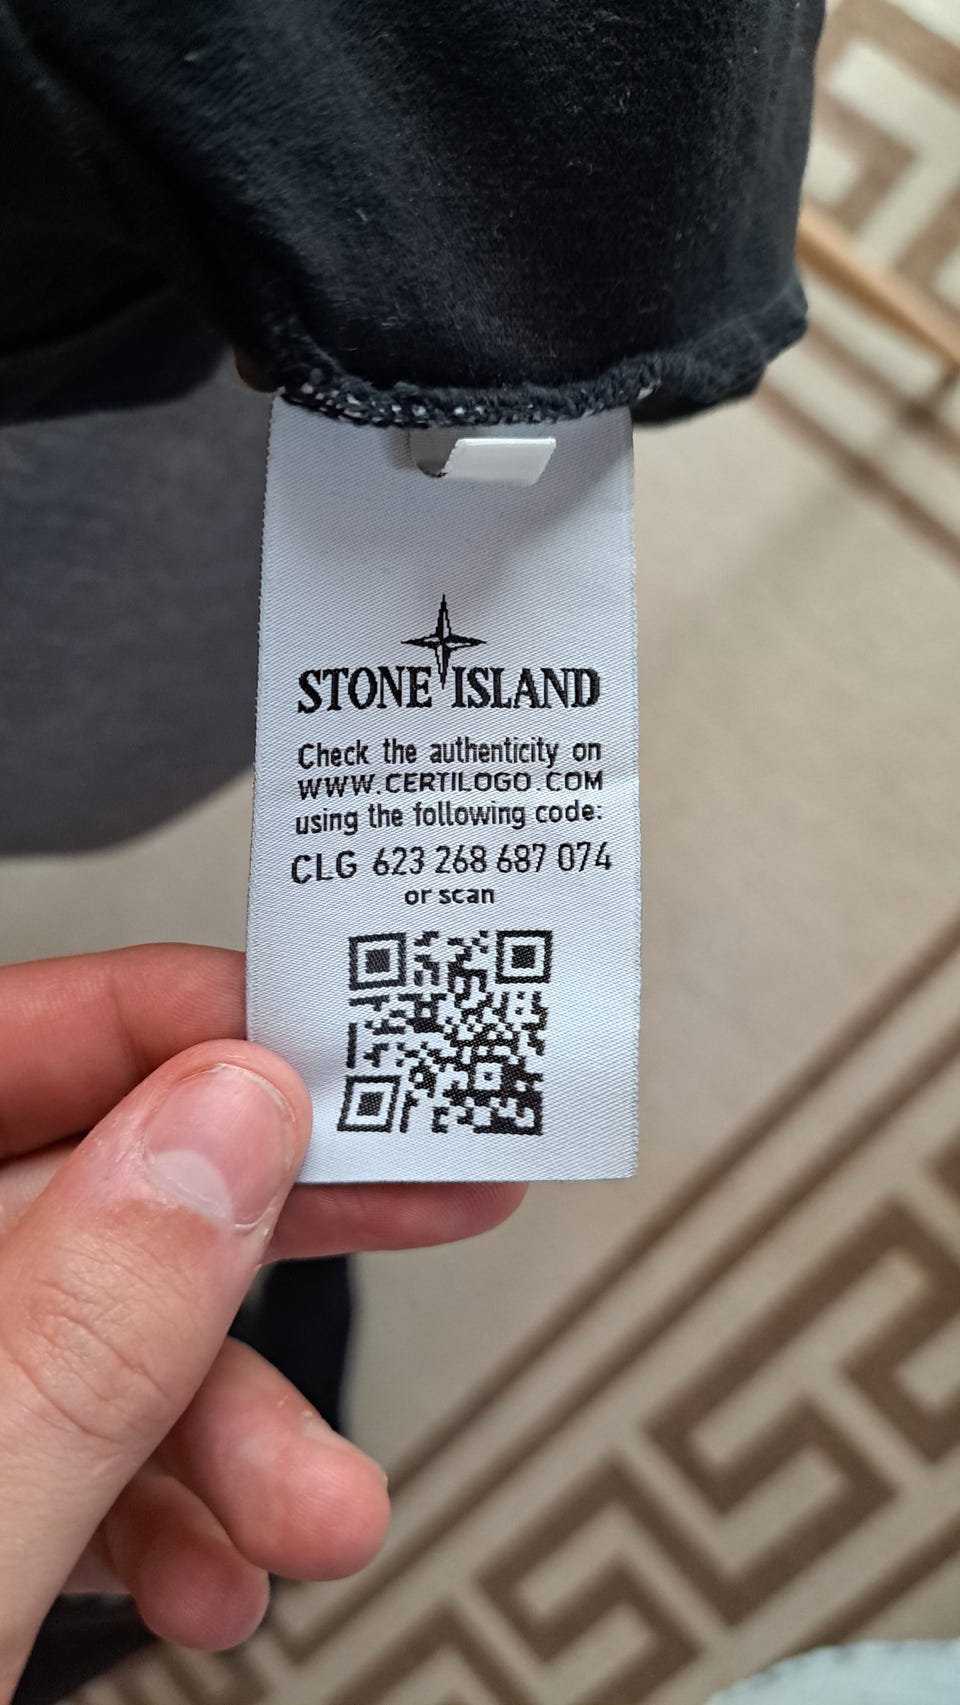 STONE ISLAND
Check the authenticity on
WWW.CERTILOGO.COM
using the following code:
CLG 623 268 687 074
or scan